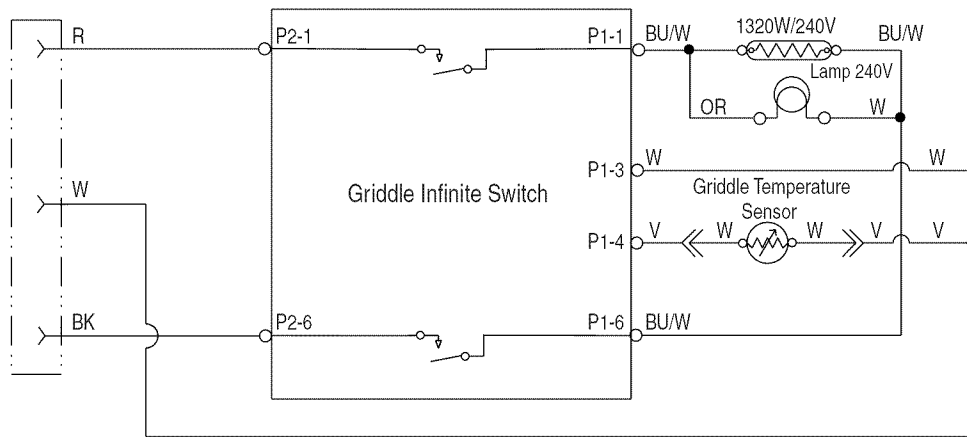 R
P2-1
P1-1
BU/W
1320W/240V
BU/W
Lamp 240V
OR
W
W
P1-3
W
W
Griddle Infinite Switch
Griddle Temperature
Sensor
P1-4
V
W
W
V
V
BK
P2-6
P1-6
BU/W